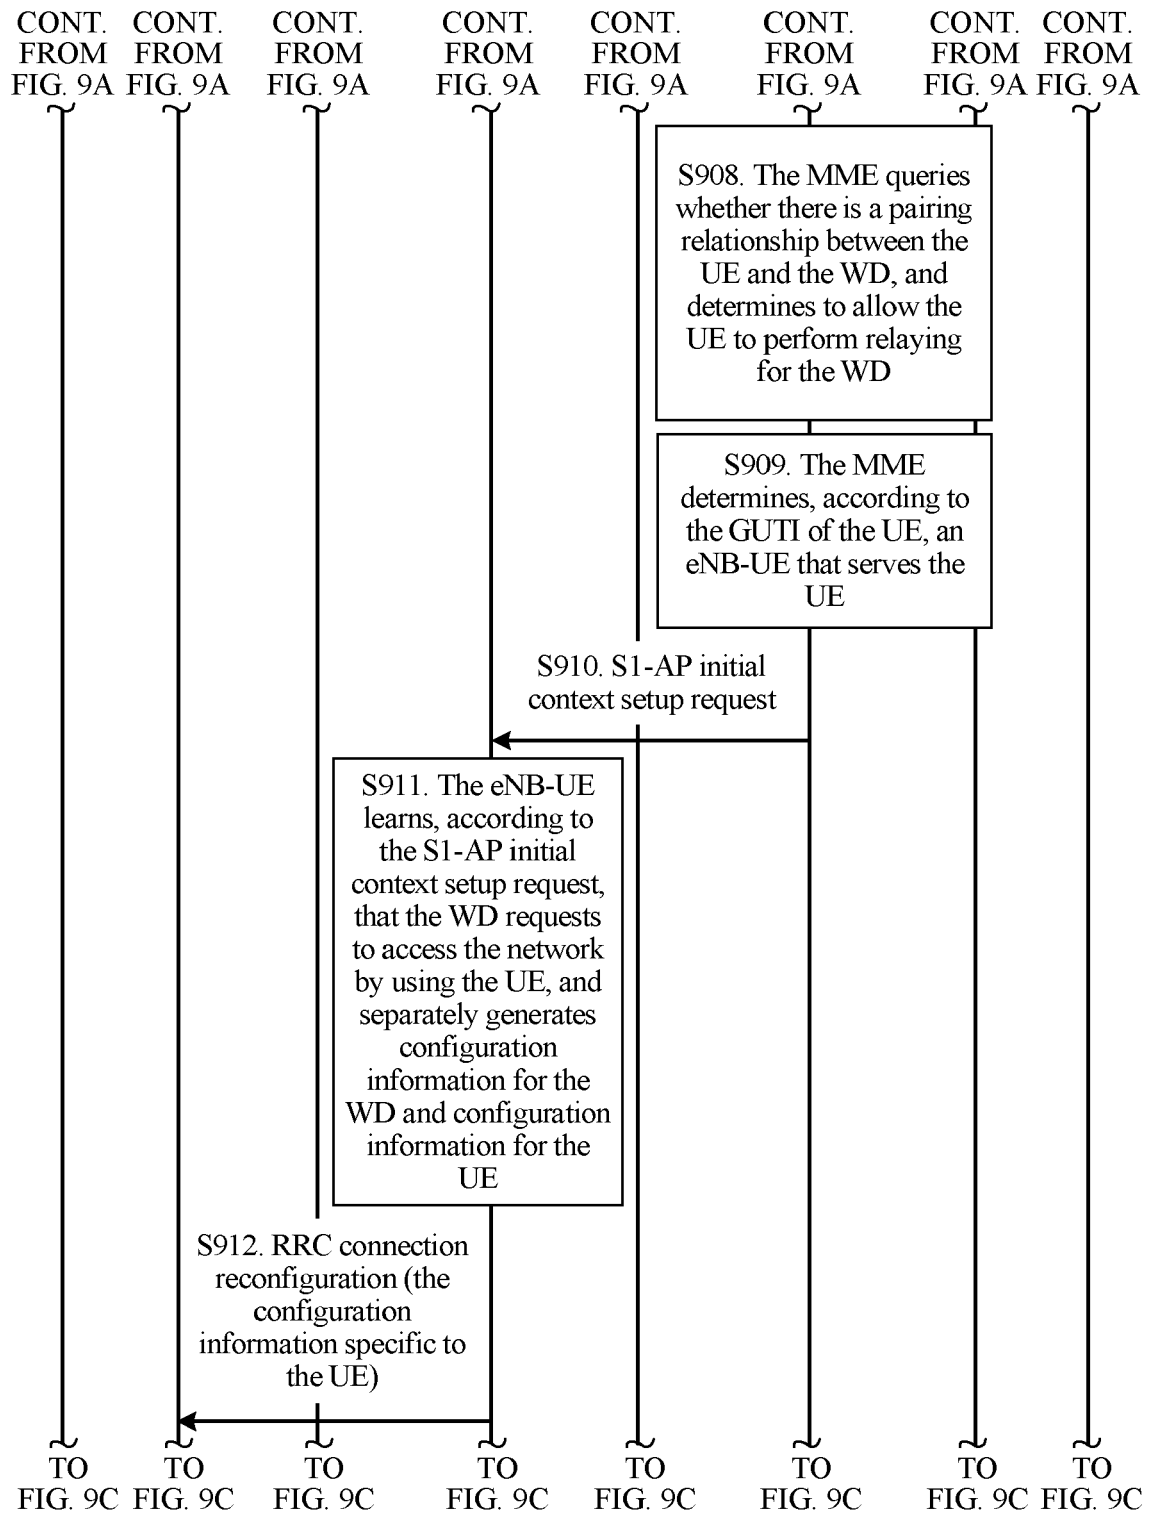 CONT. CONT. CONT. CONT. CONT. CONT. CONT. CONT.
FROM FROM FROM FROM FROM FROM FROM FROM
FIG. 9A FIG. 9A FIG. 9A FIG. 9A FIG. 9A FIG. 9A FIG. 9A FIG. 9A
S908. The MME queries
whether there is a pairing
relationship between the
UE and the WD, and
determines to allow the
UE to perform relaying
for the WD
S909. The MME
determines, according to
the GUTI of the UE, an
eNB-UE that serves the
UE
S910. S1-AP initial
context setup request
S911. The eNB-UE
learns, according to
the S1-AP initial
context setup request,
that the WD requests
to access the network
by using the UE, and
separately generates
configuration
information for the
WD and configuration
information for the
UE
S912. RRC connection
reconfiguration (the
configuration
information specific to
the UE)
TO TO TO TO TO TO TO TO
FIG. 9C FIG. 9C FIG. 9C FIG. 9C FIG. 9C FIG. 9C FIG. 9C FIG. 9C